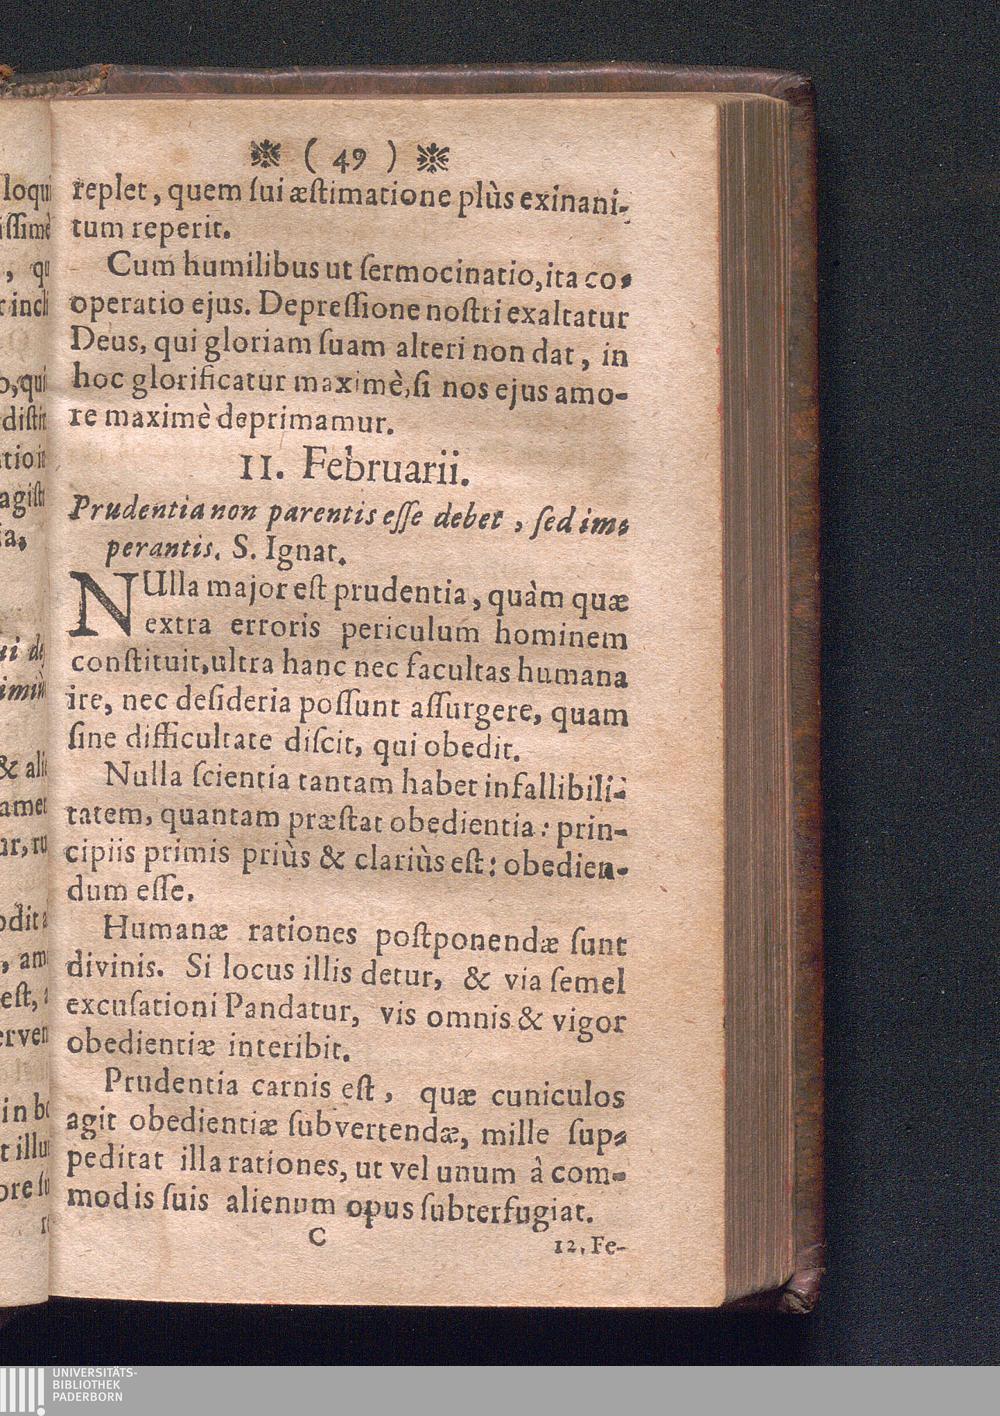 ( 49 )
replet, quem ſui æſtimatione plùs exinani-
tum reperit.
Cum humilibus ut ſermocinatio, ita co-
operatio ejus. Depreſſione noſtri exaltatur
Deus, qui gloriam ſuam alteri non dat, in
hoc glorificatur maximè, ſi nos ejus amo-
re maximè deprimamur.
11. Februarii.
Prudentia non parentis eſſe debet, ſed im-
perantis. S. Ignat.
NUlla major eſt prudentia, quàm quæ
extra erroris periculum hominem
conſtituit, ultra hanc nec facultas humana
ire, nec deſideria poſſunt aſſurgere, quam
ſine difficultate diſcit, qui obedit.
Nulla ſcientia tantam habet infallibili-
tatem, quantam præſtat obedientia: prin-
cipiis primis priùs & clariùs eſt: obedien-
dum eſſe.
Humanæ rationes poſtponendæ ſunt
divinis. Si locus illis detur, & via ſemel
excuſationi Pandatur, vis omnis & vigor
obedientiæ interibit.
Prudentia carnis eſt, quæ cuniculos
agit obedientiæ ſubvertendæ, mille ſup-
peditat illa rationes, ut vel unum à com-
modis ſuis alienum opus ſubterfugiat.
C
12. Fe-
UNIVERSITÄTS-
BIBLIOTHEK
PADERBORN